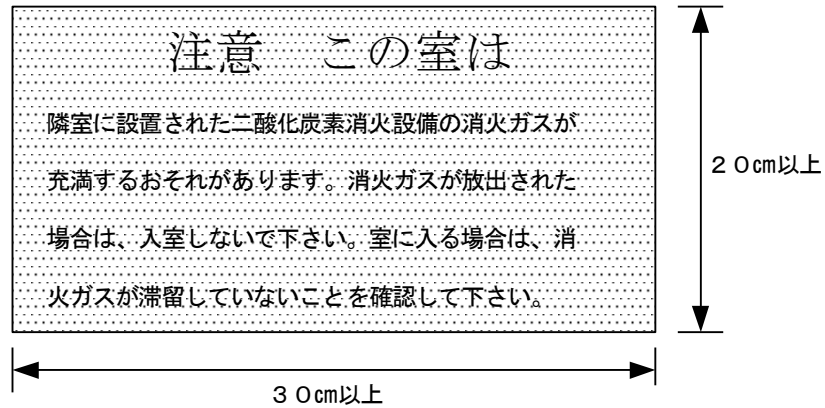 注意　この室は
隣室に設置された二酸化炭素消火設備の消火ガスが
充満するおそれがあります。消火ガスが放出された
場合は、入室しないで下さい。室に入る場合は、消
火ガスが滞留していないことを確認して下さい。
２０㎝以上
３０㎝以上